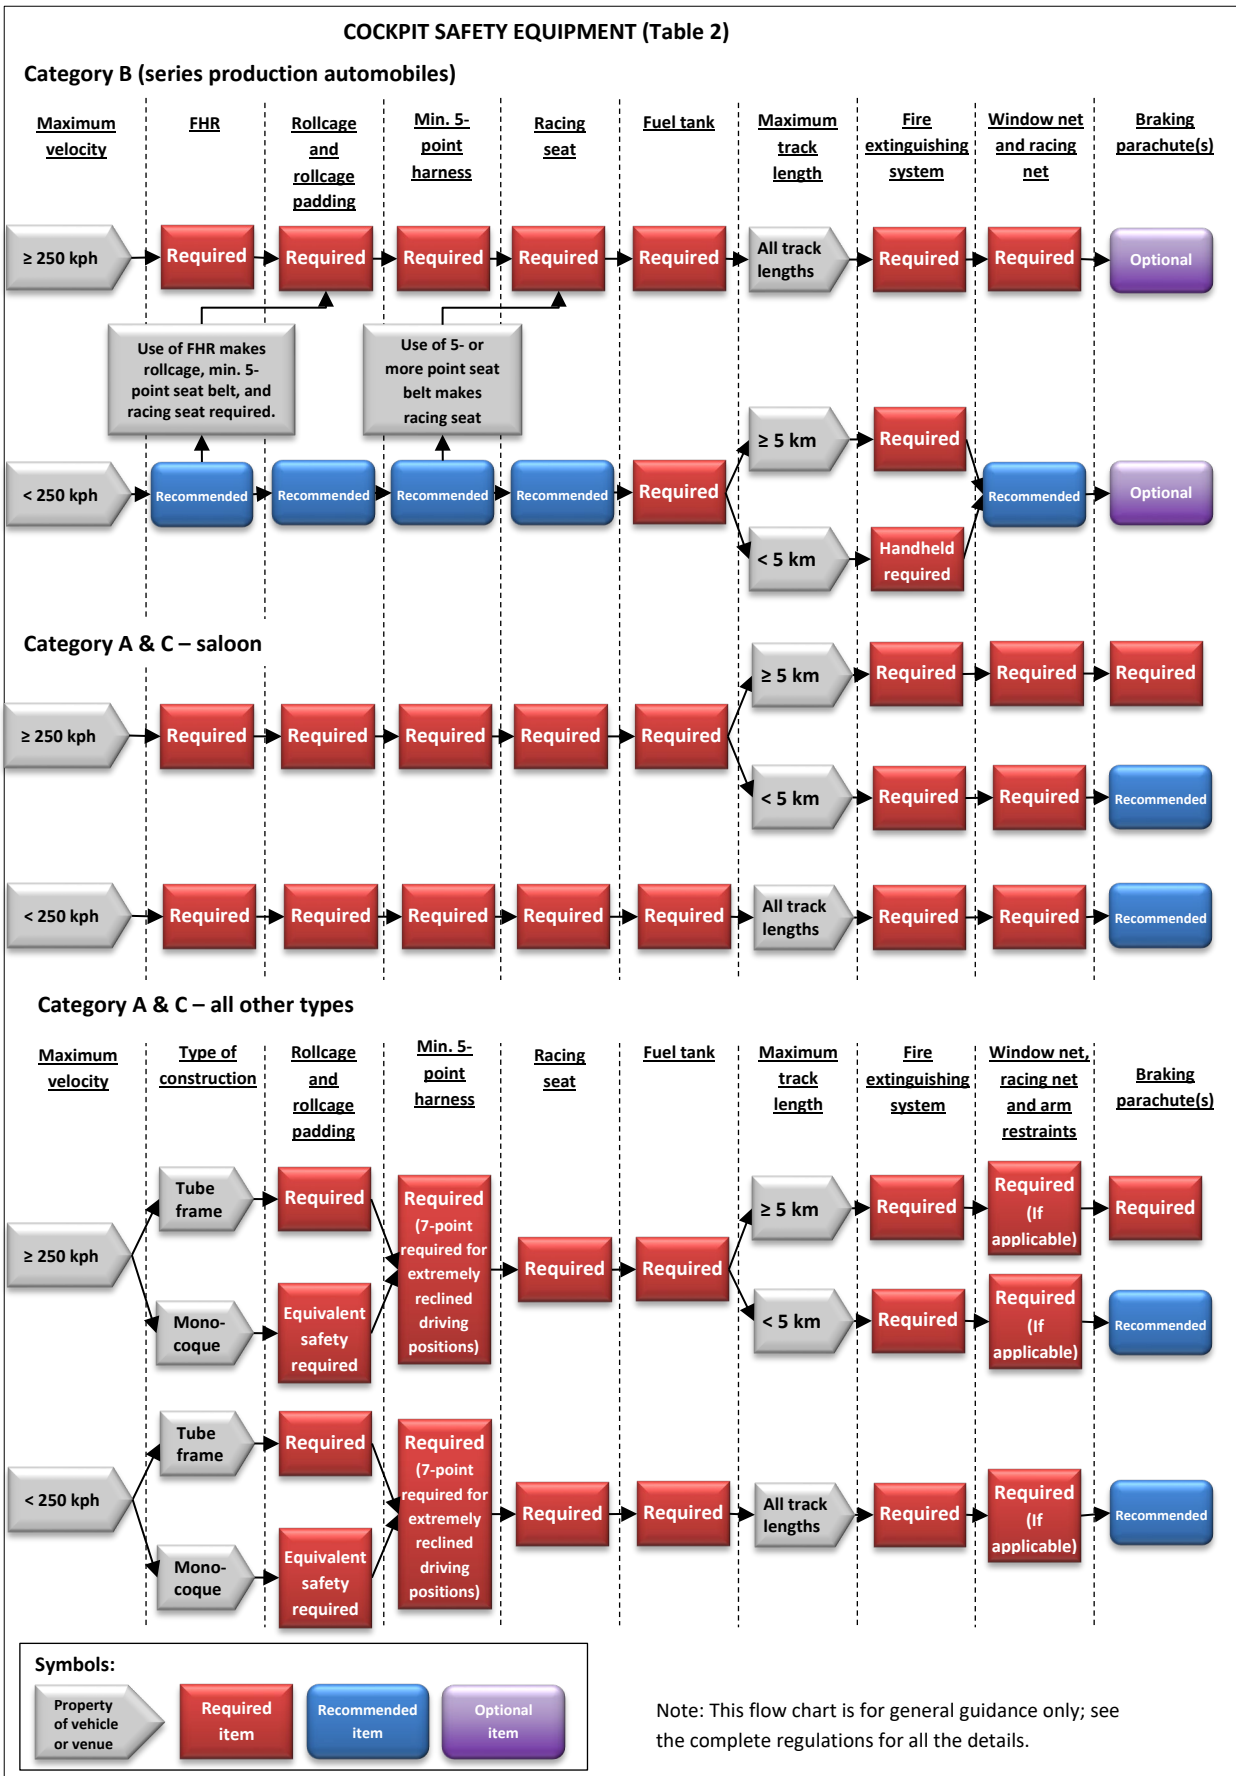 COCKPIT SAFETY EQUIPMENT (Table 2)
Category B (series production automobiles)
Maximum
velocity
FHR
Rollcage
and
rollcage
padding
Min. 5-
point
harness
Racing
seat
Fuel tank
Maximum
track
length
Fire
extinguishing
system
Window net
and racing
net
Braking
parachute(s)
≥ 250 kph
Required
Required
Required
Required
Required
All track
lengths
Required
Required
Optional
Use of FHR makes
rollcage, min. 5-
point seat belt, and
racing seat required.
Use of 5- or
more point seat
belt makes
racing seat
< 250 kph
Recommended
Recommended
Recommended
Recommended
Required
≥ 5 km
Required
< 5 km
Handheld
required
Recommended
Optional
Category A & C – saloon
≥ 250 kph
Required
Required
Required
Required
Required
≥ 5 km
Required
Required
Required
< 5 km
Required
Required
Recommended
< 250 kph
Required
Required
Required
Required
Required
All track
lengths
Required
Required
Recommended
Category A & C – all other types
Maximum
velocity
Type of
construction
Rollcage
and
rollcage
padding
Min. 5-
point
harness
Racing
seat
Fuel tank
Maximum
track
length
Fire
extinguishing
system
Window net,
racing net
and arm
restraints
Braking
parachute(s)
≥ 250 kph
Tube
frame
Required
Mono-
coque
Equivalent
safety
required
Required
(7-point
required for
extremely
reclined
driving
positions)
Required
Required
≥ 5 km
Required
Required
(If
applicable)
Required
< 5 km
Required
Required
(If
applicable)
Recommended
< 250 kph
Tube
frame
Required
Mono-
coque
Equivalent
safety
required
Required
(7-point
required for
extremely
reclined
driving
positions)
Required
Required
All track
lengths
Required
Required
(If
applicable)
Recommended
Symbols:
Property
of vehicle
or venue
Required
item
Recommended
item
Optional
item
Note: This flow chart is for general guidance only; see
the complete regulations for all the details.